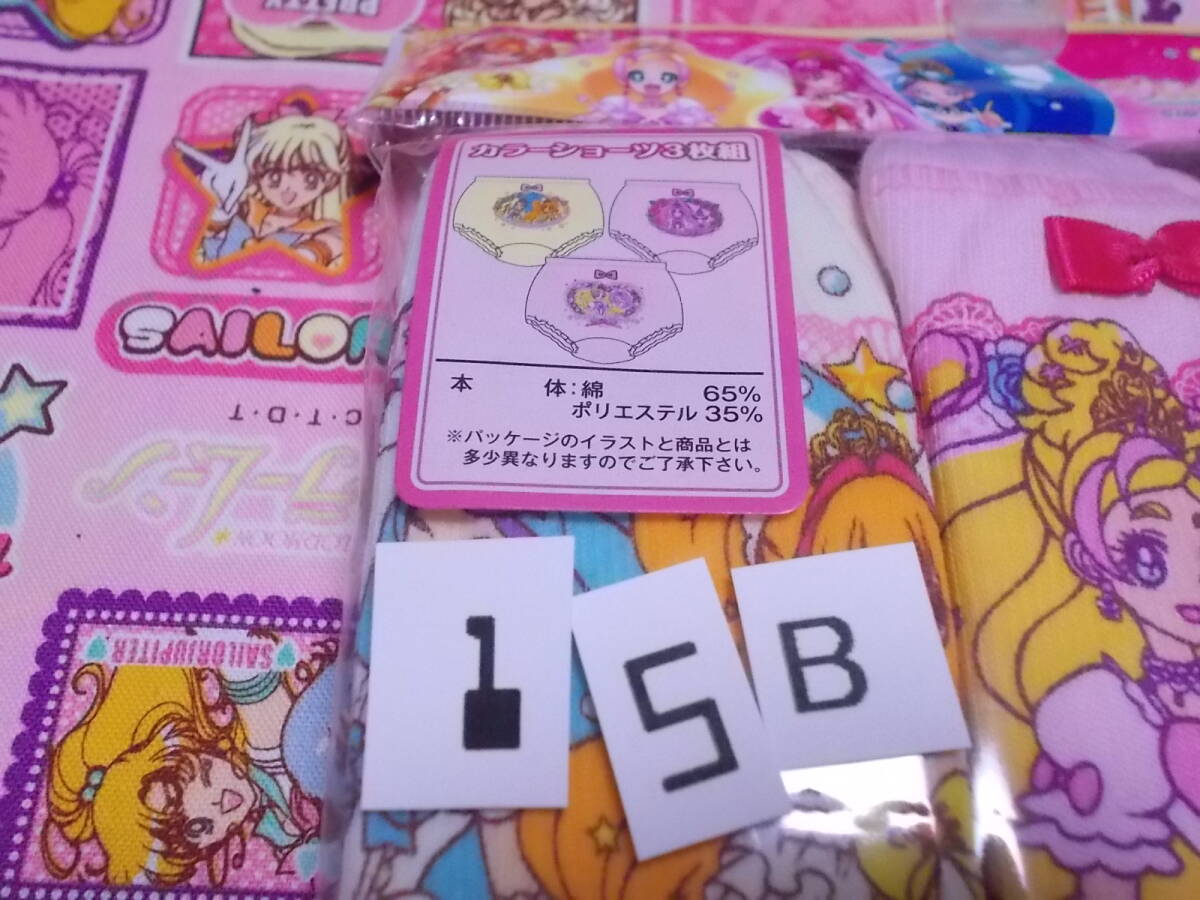 PRETTY
カラーショーツ3枚組
本 体：綿 65%
ポリエステル 35%
※パッケージのイラストと商品とは
多少異なりますのでご了承下さい。
SAILOR
C・T・D・T
SAILORJUPITER
1
5
B